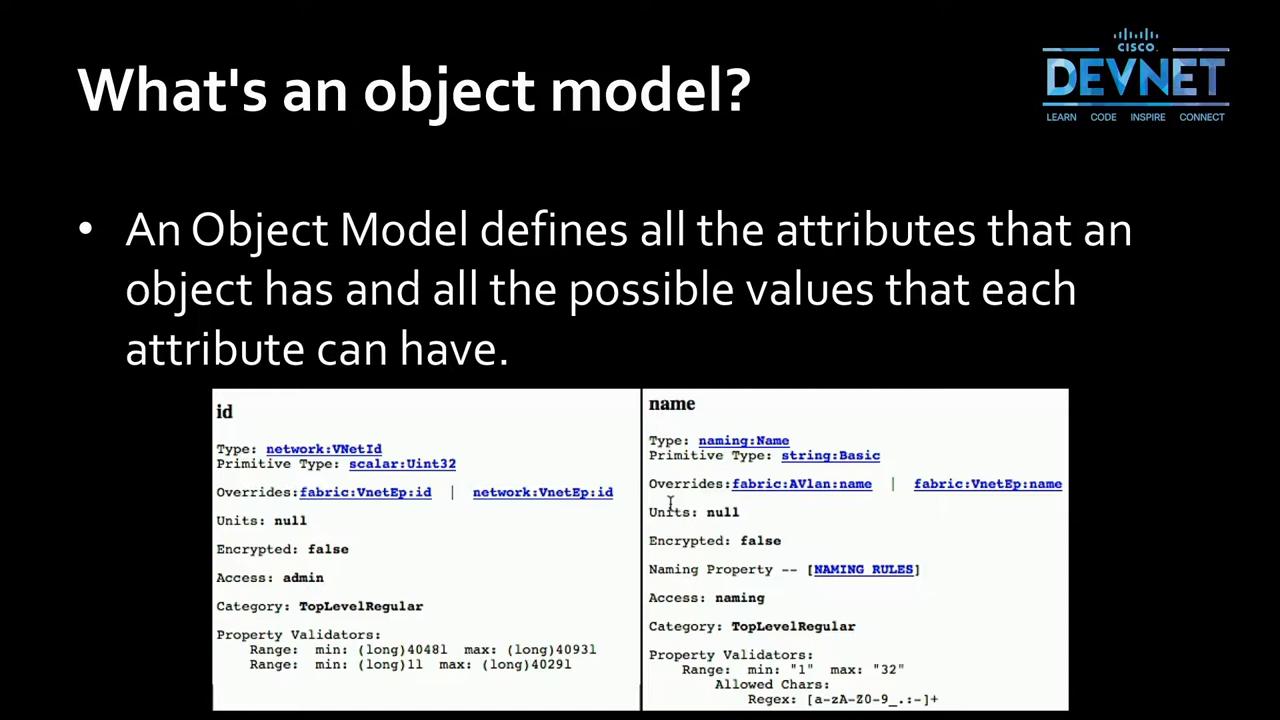 What's an object model?
CISCO
DEVNET
LEARN CODE INSPIRE CONNECT
• An Object Model defines all the attributes that an
object has and all the possible values that each
attribute can have.
id
Type: network:VNetId
Primitive Type: scalar:Uint32
Overrides:fabric:VnetEp:id | network:VnetEp:id
Units: null
Encrypted: false
Access: admin
Category: TopLevelRegular
Property Validators:
Range: min: (long)4048l max: (long)4093l
Range: min: (long)1l max: (long)4029l
name
Type: naming:Name
Primitive Type: string:Basic
Overrides:fabric:AVlan:name | fabric:VnetEp:name
Units: null
Encrypted: false
Naming Property -- [NAMING RULES]
Access: naming
Category: TopLevelRegular
Property Validators:
Range: min: "1" max: "32"
Allowed Chars:
Regex: [a-zA-Z0-9_.:-]+